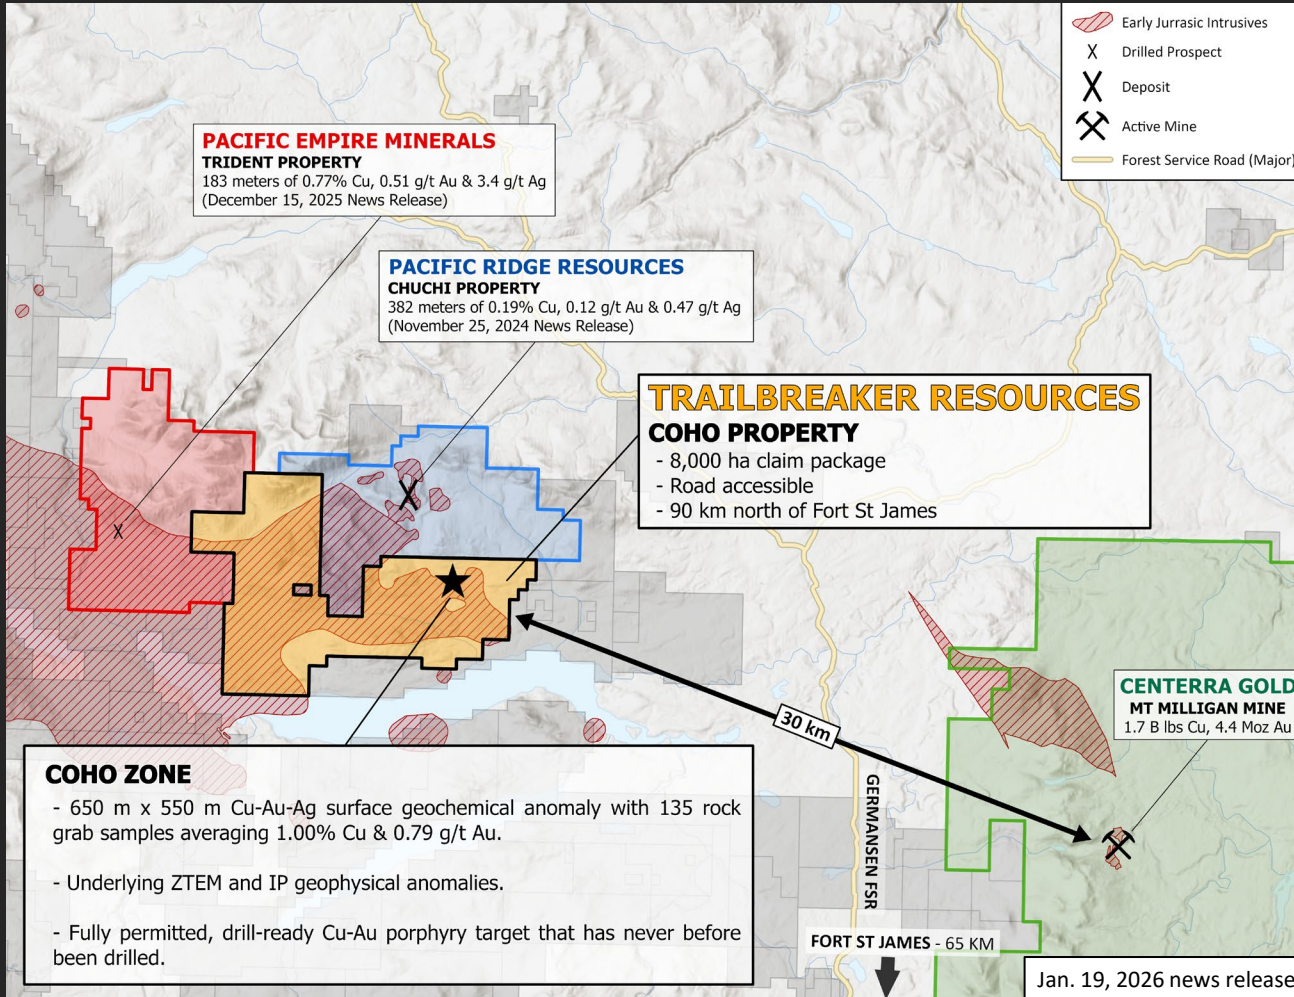 Early Jurrasic Intrusives
Drilled Prospect
Deposit
Active Mine
Forest Service Road (Major)
PACIFIC EMPIRE MINERALS
TRIDENT PROPERTY
183 meters of 0.77% Cu, 0.51 g/t Au & 3.4 g/t Ag
(December 15, 2025 News Release)
PACIFIC RIDGE RESOURCES
CHUCHI PROPERTY
382 meters of 0.19% Cu, 0.12 g/t Au & 0.47 g/t Ag
(November 25, 2024 News Release)
TRAILBREAKER RESOURCES
COHO PROPERTY
- 8,000 ha claim package
- Road accessible
- 90 km north of Fort St James
CENTERRA GOLD
MT MILLIGAN MINE
1.7 B lbs Cu, 4.4 Moz Au
30 km
COHO ZONE
- 650 m x 550 m Cu-Au-Ag surface geochemical anomaly with 135 rock
grab samples averaging 1.00% Cu & 0.79 g/t Au.
- Underlying ZTEM and IP geophysical anomalies.
- Fully permitted, drill-ready Cu-Au porphyry target that has never before
been drilled.
GERMANSEN FSR
FORT ST JAMES - 65 KM
Jan. 19, 2026 news release